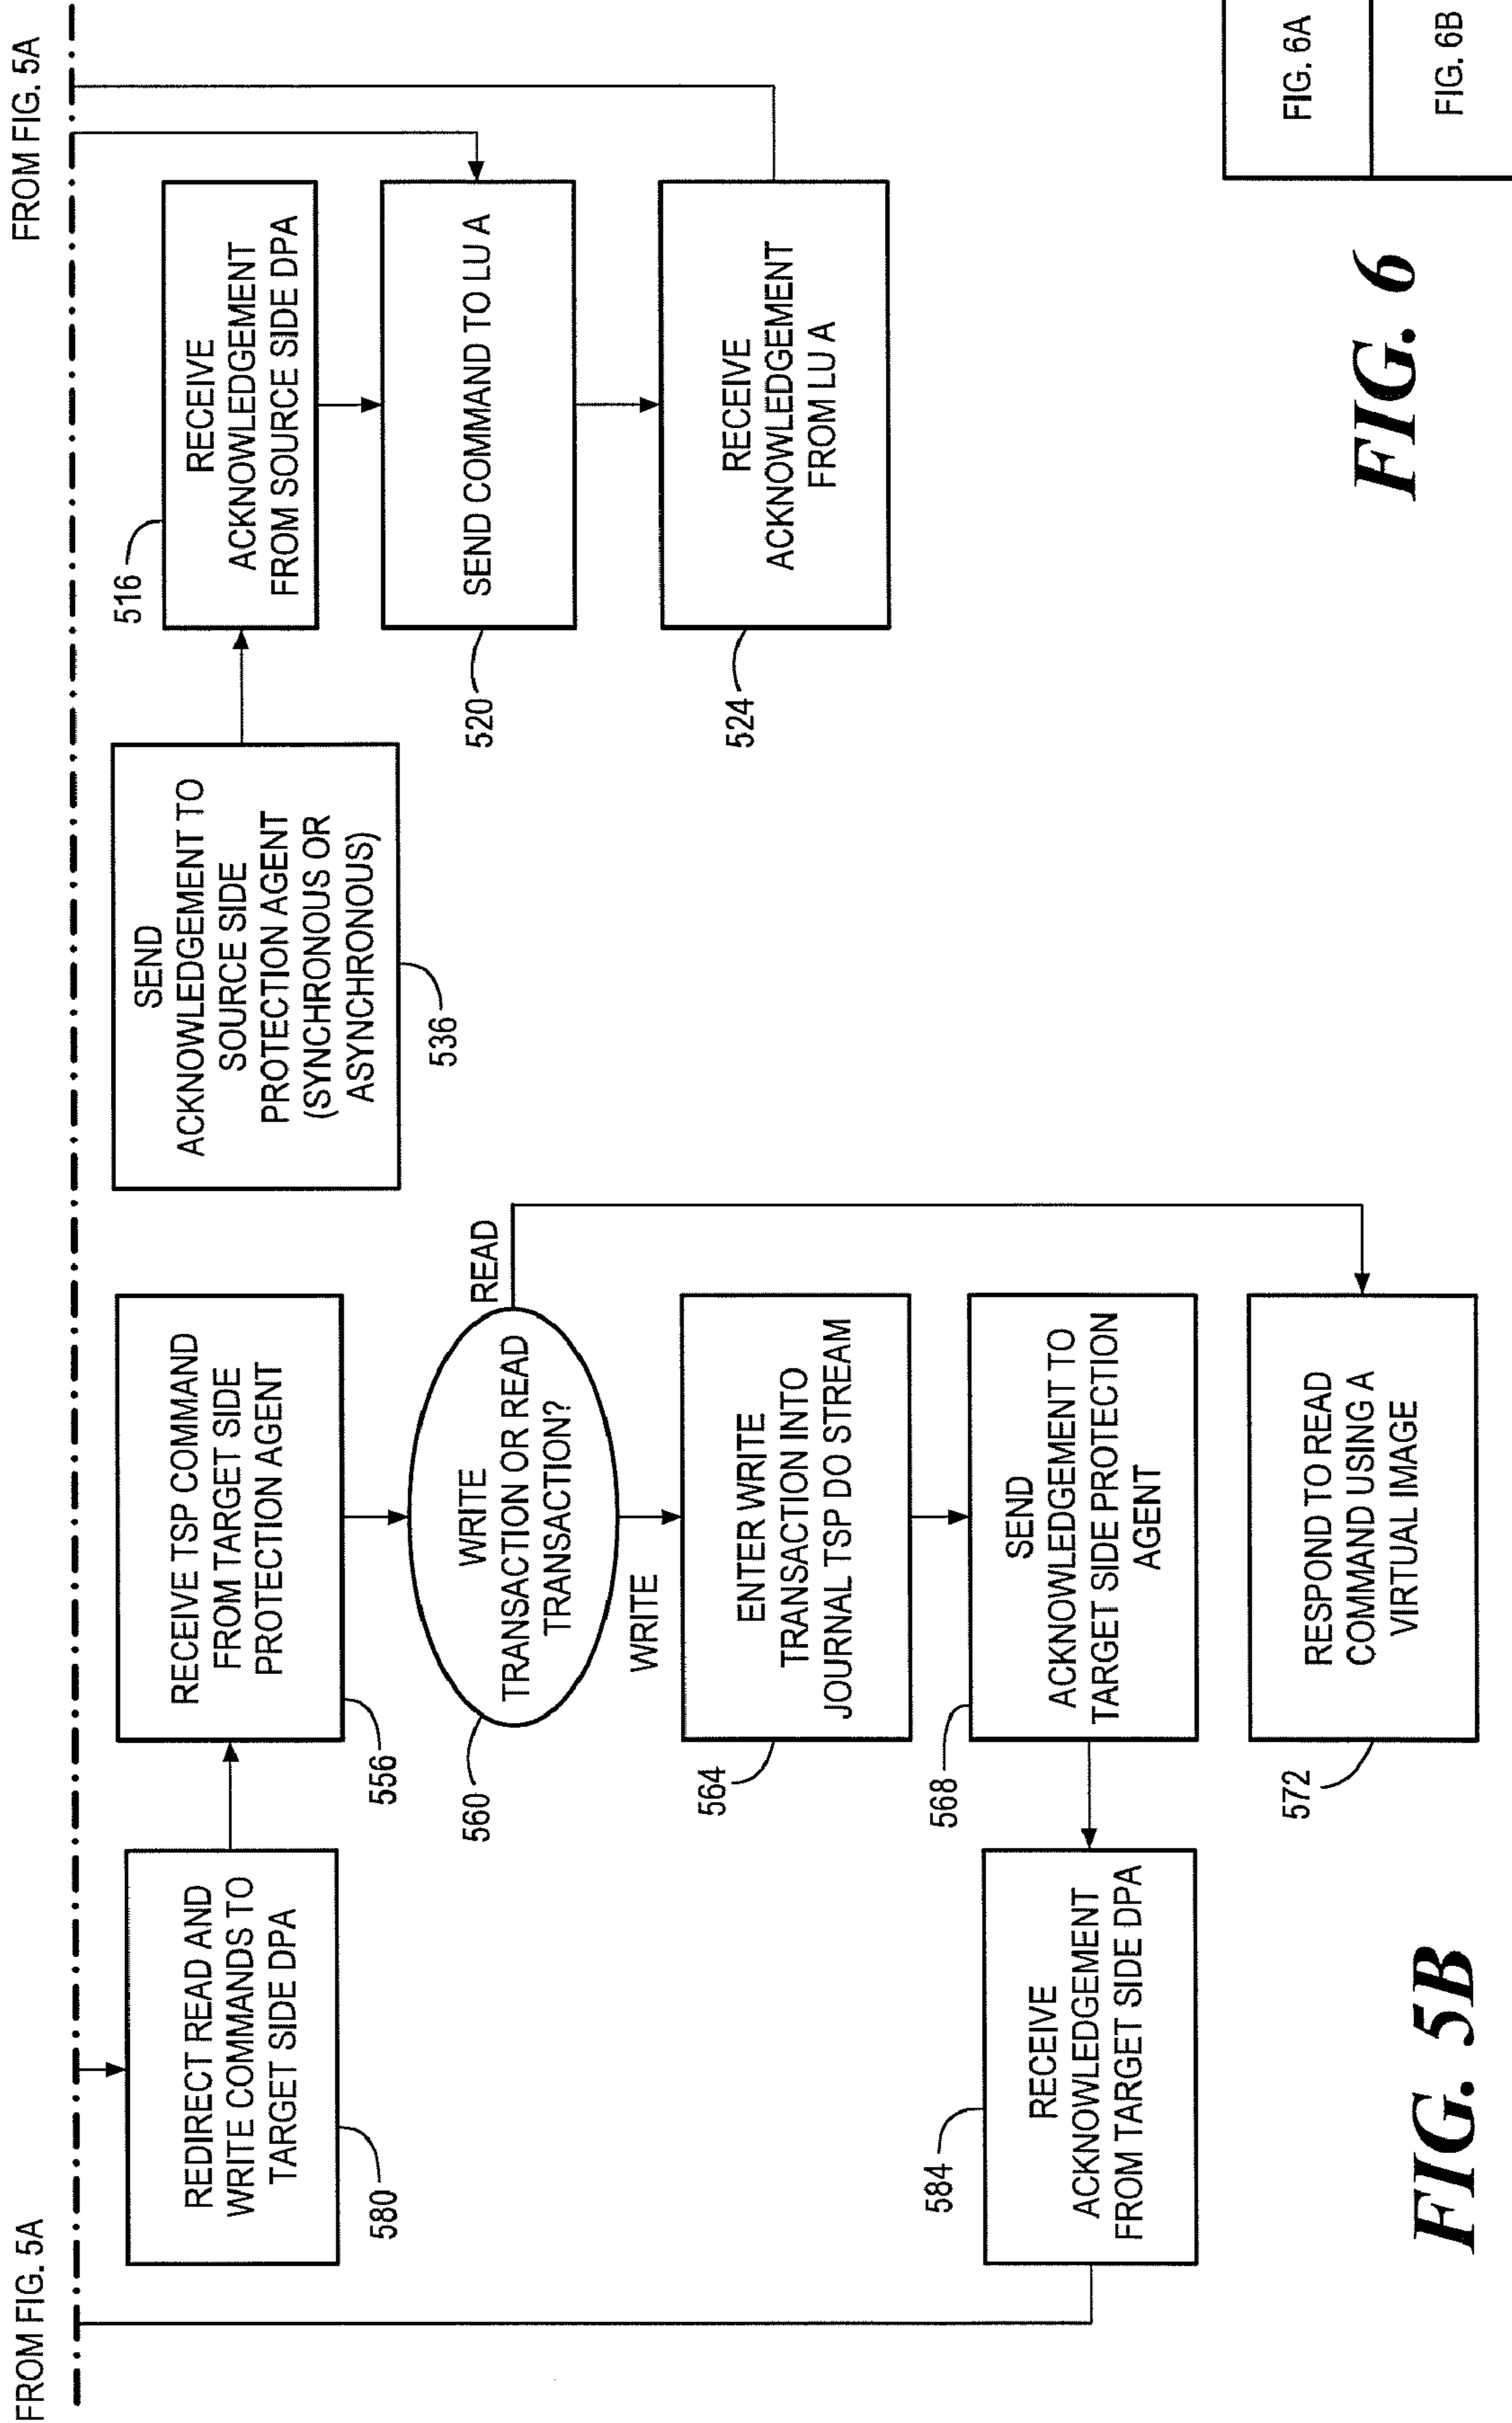 FROM FIG. 5A
FROM FIG. 5A
REDIRECT READ AND
WRITE COMMANDS TO
TARGET SIDE DPA
580
RECEIVE
ACKNOWLEDGEMENT
FROM TARGET SIDE DPA
584
RECEIVE TSP COMMAND
FROM TARGET SIDE
PROTECTION AGENT
556
WRITE
TRANSACTION OR READ
TRANSACTION?
560
READ
WRITE
ENTER WRITE
TRANSACTION INTO
JOURNAL TSP DO STREAM
564
SEND
ACKNOWLEDGEMENT TO
TARGET SIDE PROTECTION
AGENT
568
RESPOND TO READ
COMMAND USING A
VIRTUAL IMAGE
572
SEND
ACKNOWLEDGEMENT TO
SOURCE SIDE
PROTECTION AGENT
(SYNCHRONOUS OR
ASYNCHRONOUS)
536
516
RECEIVE
ACKNOWLEDGEMENT
FROM SOURCE SIDE DPA
SEND COMMAND TO LU A
520
RECEIVE
ACKNOWLEDGEMENT
FROM LU A
524
FIG. 5B
FIG. 6
FIG. 6A
FIG. 6B